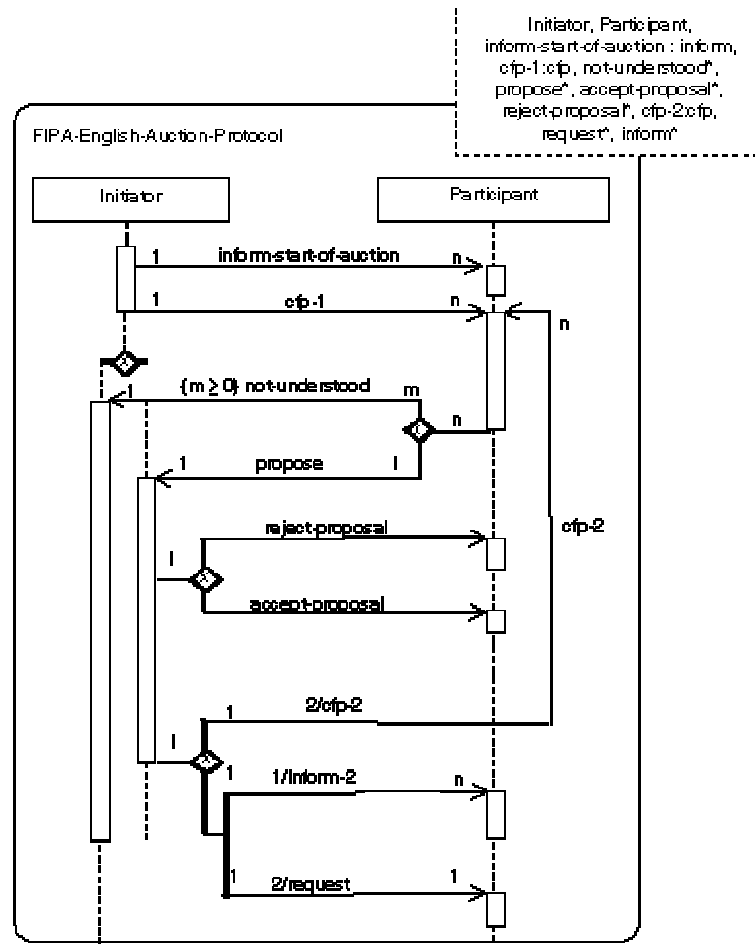 Initiator, Participant,
inform-start-of-auction : inform,
cfp-1:cfp, not-understood*,
propose*, accept-proposal*,
reject-proposal*, cfp-2:cfp,
request*, inform*
FIPA-English-Auction-Protocol
Initiator
Participant
1 inform-start-of-auction n
1 cfp-1 n
n
1 {m ≥ 0} not-understood m
n
1 propose l
cfp-2
reject-proposal
l
accept-proposal
1 2/cfp-2
l
1 1/inform-2 n
1 2/request 1